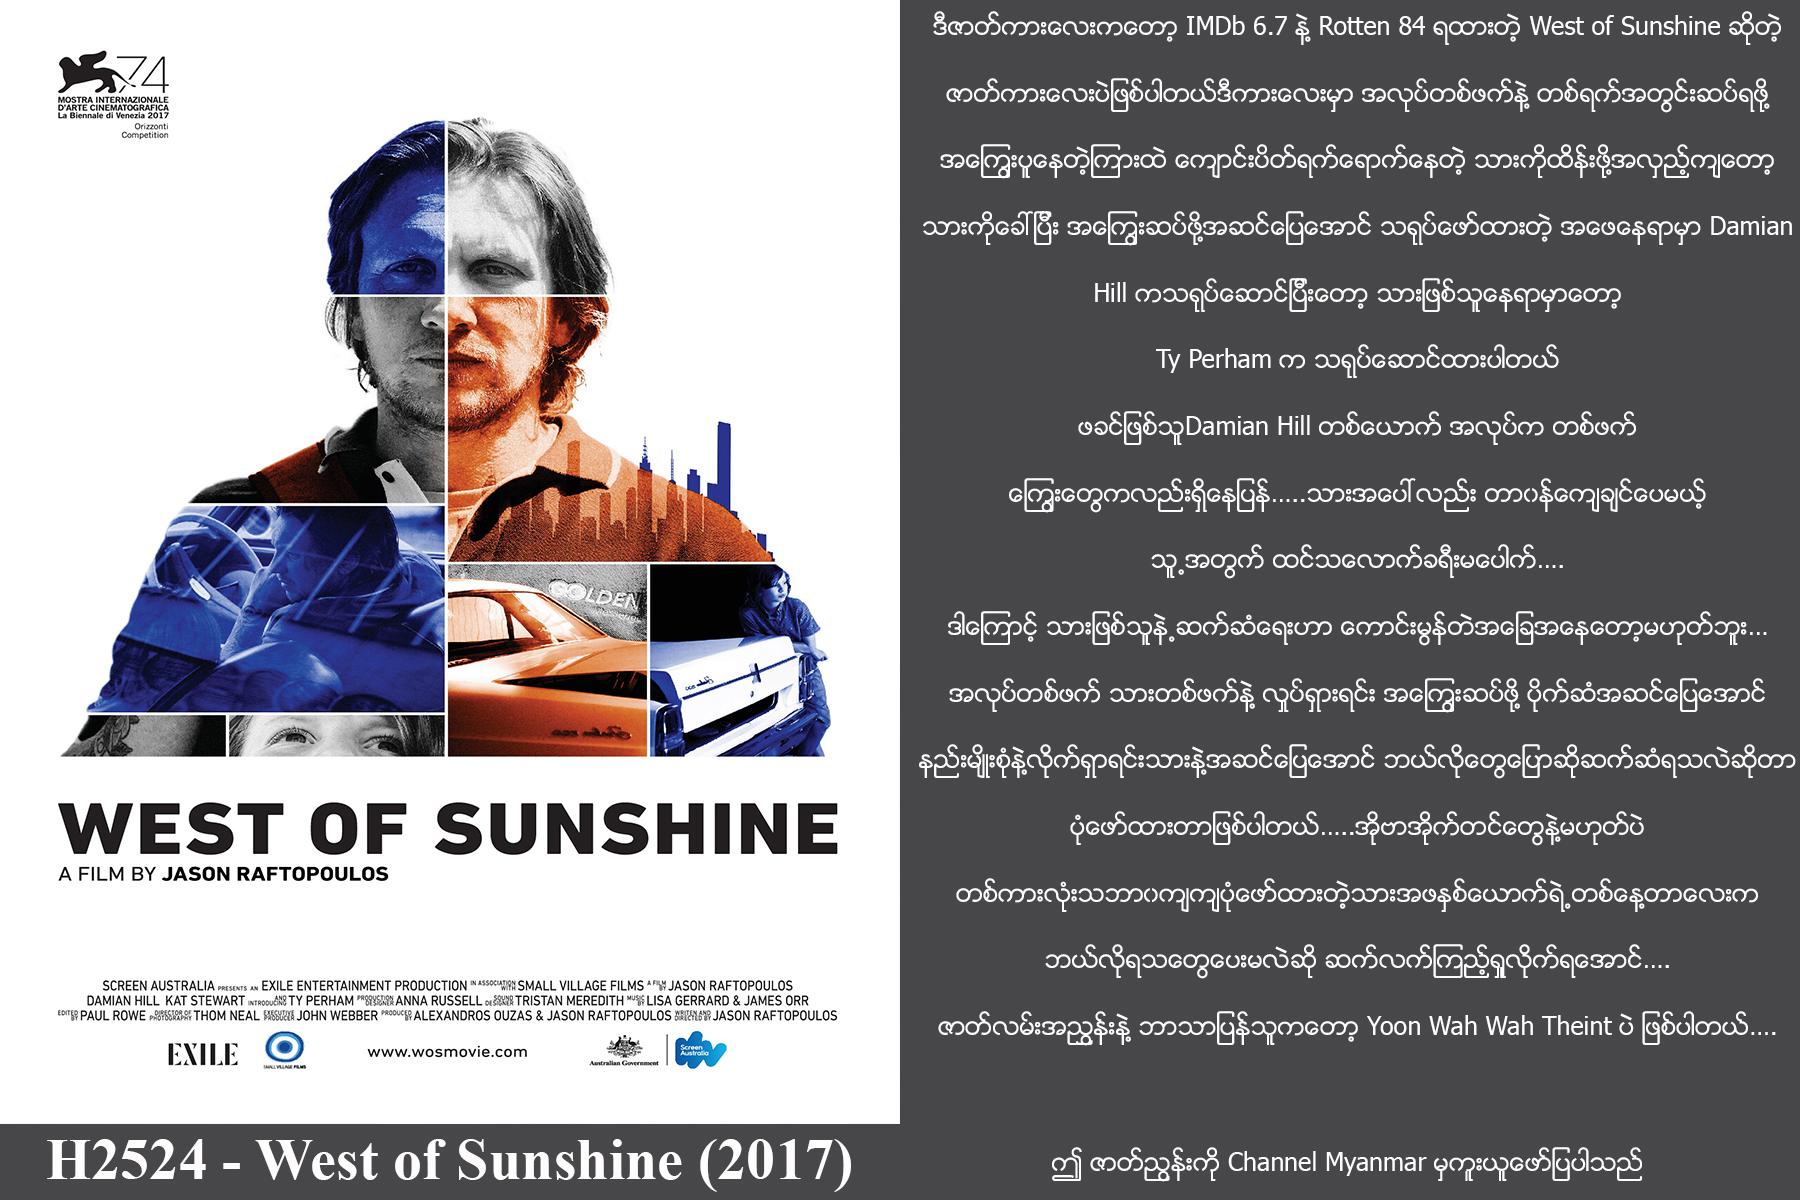 74
MOSTRA INTERNAZIONALE
D'ARTE CINEMATOGRAFICA
La Biennale di Venezia 2017
Orizzonti
Competition
GOLDEN
WEST OF SUNSHINE
A FILM BY JASON RAFTOPOULOS
SCREEN AUSTRALIA PRESENTS AN EXILE ENTERTAINMENT PRODUCTION IN ASSOCIATION WITH SMALL VILLAGE FILMS A FILM BY JASON RAFTOPOULOS
DAMIAN HILL KAT STEWART AND INTRODUCING TY PERHAM PRODUCTION DESIGNER ANNA RUSSELL SOUND DESIGNER TRISTAN MEREDITH MUSIC BY LISA GERRARD & JAMES ORR
EDITED BY PAUL ROWE DIRECTOR OF PHOTOGRAPHY THOM NEAL EXECUTIVE PRODUCER JOHN WEBBER PRODUCED BY ALEXANDROS OUZAS & JASON RAFTOPOULOS WRITTEN AND DIRECTED BY JASON RAFTOPOULOS
EXILE
SMALL VILLAGE FILMS
www.wosmovie.com
Australian Government
Screen Australia
H2524 - West of Sunshine (2017)
ဒီဇာတ်ကားလေးကတော့ IMDb 6.7 နဲ့ Rotten 84 ရထားတဲ့ West of Sunshine ဆိုတဲ့
ဇာတ်ကားလေးပဲဖြစ်ပါတယ်ဒီကားလေးမှာ အလုပ်တစ်ဖက်နဲ့ တစ်ရက်အတွင်းဆပ်ရဖို့
အကြွေးပူနေတဲ့ကြားထဲ ကျောင်းပိတ်ရက်ရောက်နေတဲ့ သားကိုထိန်းဖို့အလှည့်ကျတော့
သားကိုခေါ်ပြီး အကြွေးဆပ်ဖို့အဆင်ပြေအောင် သရုပ်ဖော်ထားတဲ့ အဖေနေရာမှာ Damian
Hill ကသရုပ်ဆောင်ပြီးတော့ သားဖြစ်သူနေရာမှာတော့
Ty Perham က သရုပ်ဆောင်ထားပါတယ်
ဖခင်ဖြစ်သူDamian Hill တစ်ယောက် အလုပ်က တစ်ဖက်
ကြွေးတွေကလည်းရှိနေပြန်.....သားအပေါ်လည်း တာ၀န်ကျေချင်ပေမယ့်
သူ့အတွက် ထင်သလောက်ခရီးမပေါက်....
ဒါကြောင့် သားဖြစ်သူနဲ့ဆက်ဆံရေးဟာ ကောင်းမွန်တဲအခြေအနေတော့မဟုတ်ဘူး...
အလုပ်တစ်ဖက် သားတစ်ဖက်နဲ့ လှုပ်ရှားရင်း အကြွေးဆပ်ဖို့ ပိုက်ဆံအဆင်ပြေအောင်
နည်းမျိုးစုံနဲ့လိုက်ရှာရင်းသားနဲ့အဆင်ပြေအောင် ဘယ်လိုတွေပြောဆိုဆက်ဆံရသလဲဆိုတာ
ပုံဖော်ထားတာဖြစ်ပါတယ်.....အိုဗာအိုက်တင်တွေနဲ့မဟုတ်ပဲ
တစ်ကားလုံးသဘာ၀ကျကျပုံဖော်ထားတဲ့သားအဖနှစ်ယောက်ရဲ့တစ်နေ့တာလေးက
ဘယ်လိုရသတွေပေးမလဲဆို ဆက်လက်ကြည့်ရှုလိုက်ရအောင်....
ဇာတ်လမ်းအညွှန်းနဲ့ ဘာသာပြန်သူကတော့ Yoon Wah Wah Theint ပဲ ဖြစ်ပါတယ်....
ဤ ဇာတ်ညွှန်းကို Channel Myanmar မှကူးယူဖော်ပြပါသည်